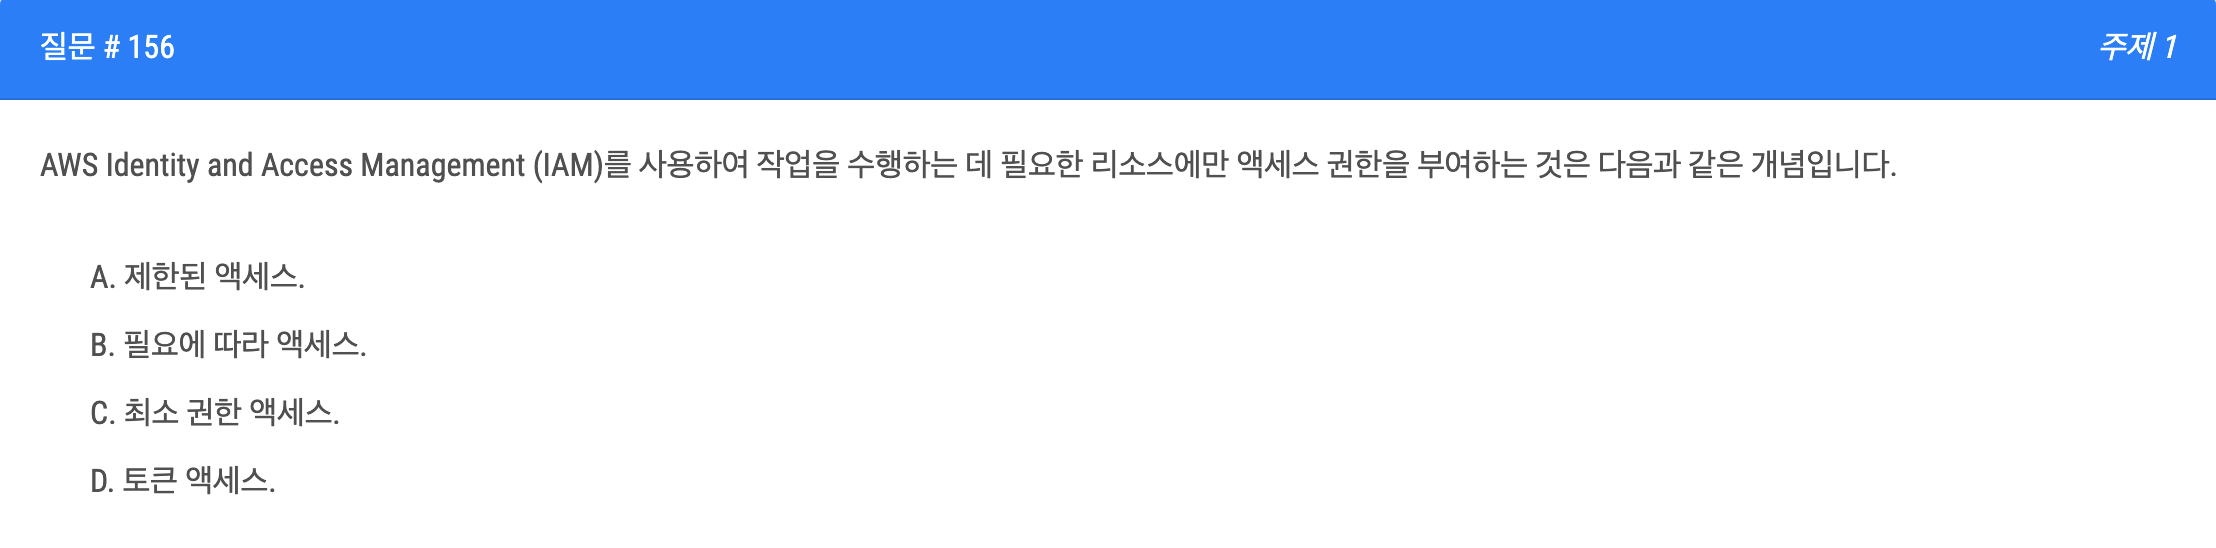 질문 # 156
주제 1
AWS Identity and Access Management (IAM)를 사용하여 작업을 수행하는 데 필요한 리소스에만 액세스 권한을 부여하는 것은 다음과 같은 개념입니다.
A. 제한된 액세스.
B. 필요에 따라 액세스.
C. 최소 권한 액세스.
D. 토큰 액세스.